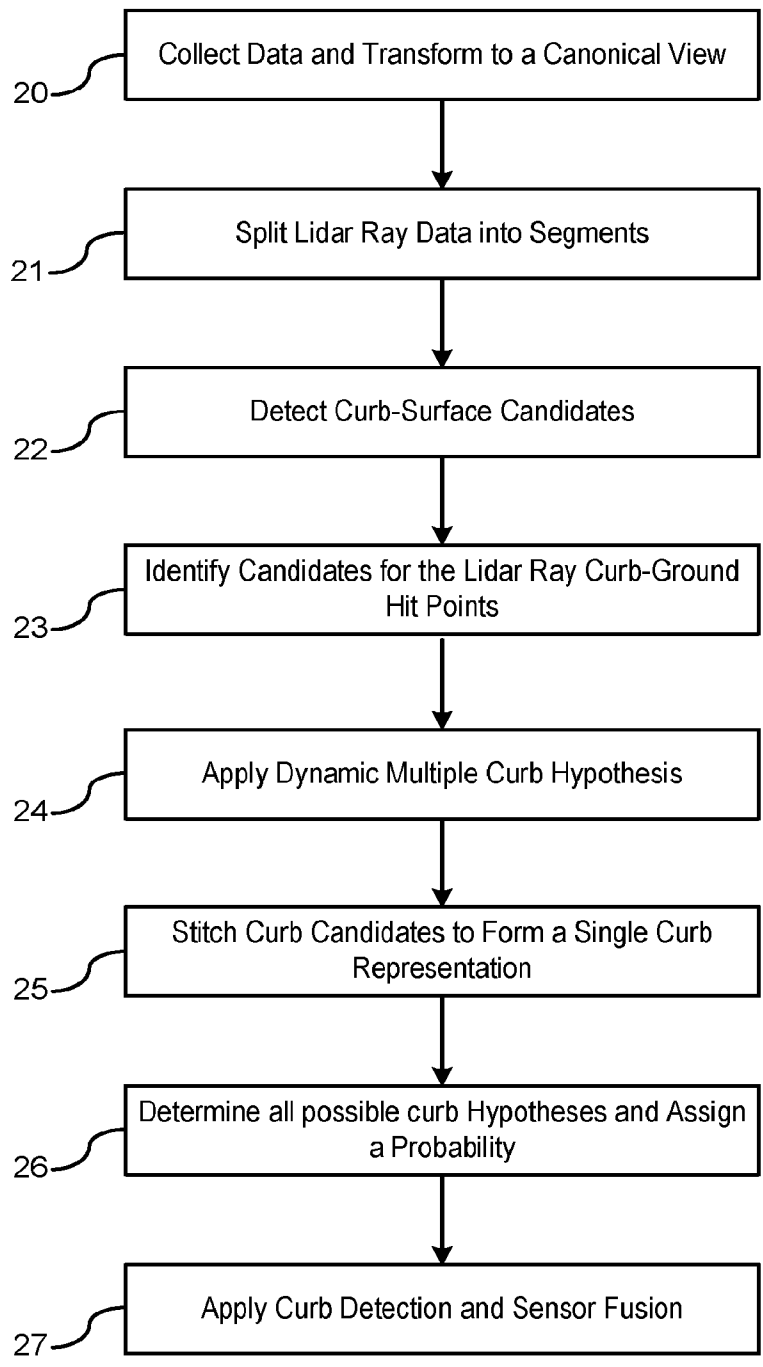 Collect Data and Transform to a Canonical View
20
Split Lidar Ray Data into Segments
21
Detect Curb-Surface Candidates
22
Identify Candidates for the Lidar Ray Curb-Ground
Hit Points
23
Apply Dynamic Multiple Curb Hypothesis
24
Stitch Curb Candidates to Form a Single Curb
Representation
25
Determine all possible curb Hypotheses and Assign
a Probability
26
Apply Curb Detection and Sensor Fusion
27